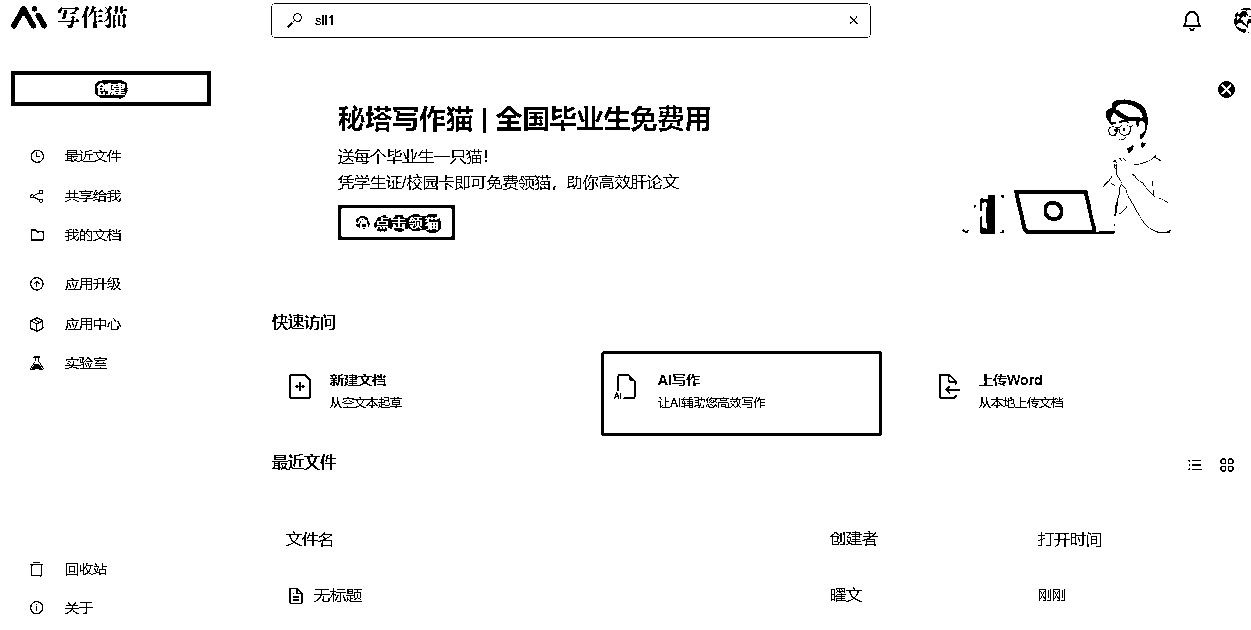 写作猫
sll1
创建
最近文件
共享给我
我的文档
应用升级
应用中心
实验室
回收站
关于
秘塔写作猫 | 全国毕业生免费用
送每个毕业生一只猫!
凭学生证/校园卡即可免费领猫，助你高效肝论文
点击领猫
快速访问
新建文档
从空文本起草
AI
AI写作
让AI辅助您高效写作
上传Word
从本地上传文档
最近文件
文件名 创建者 打开时间
无标题 曜文 刚刚